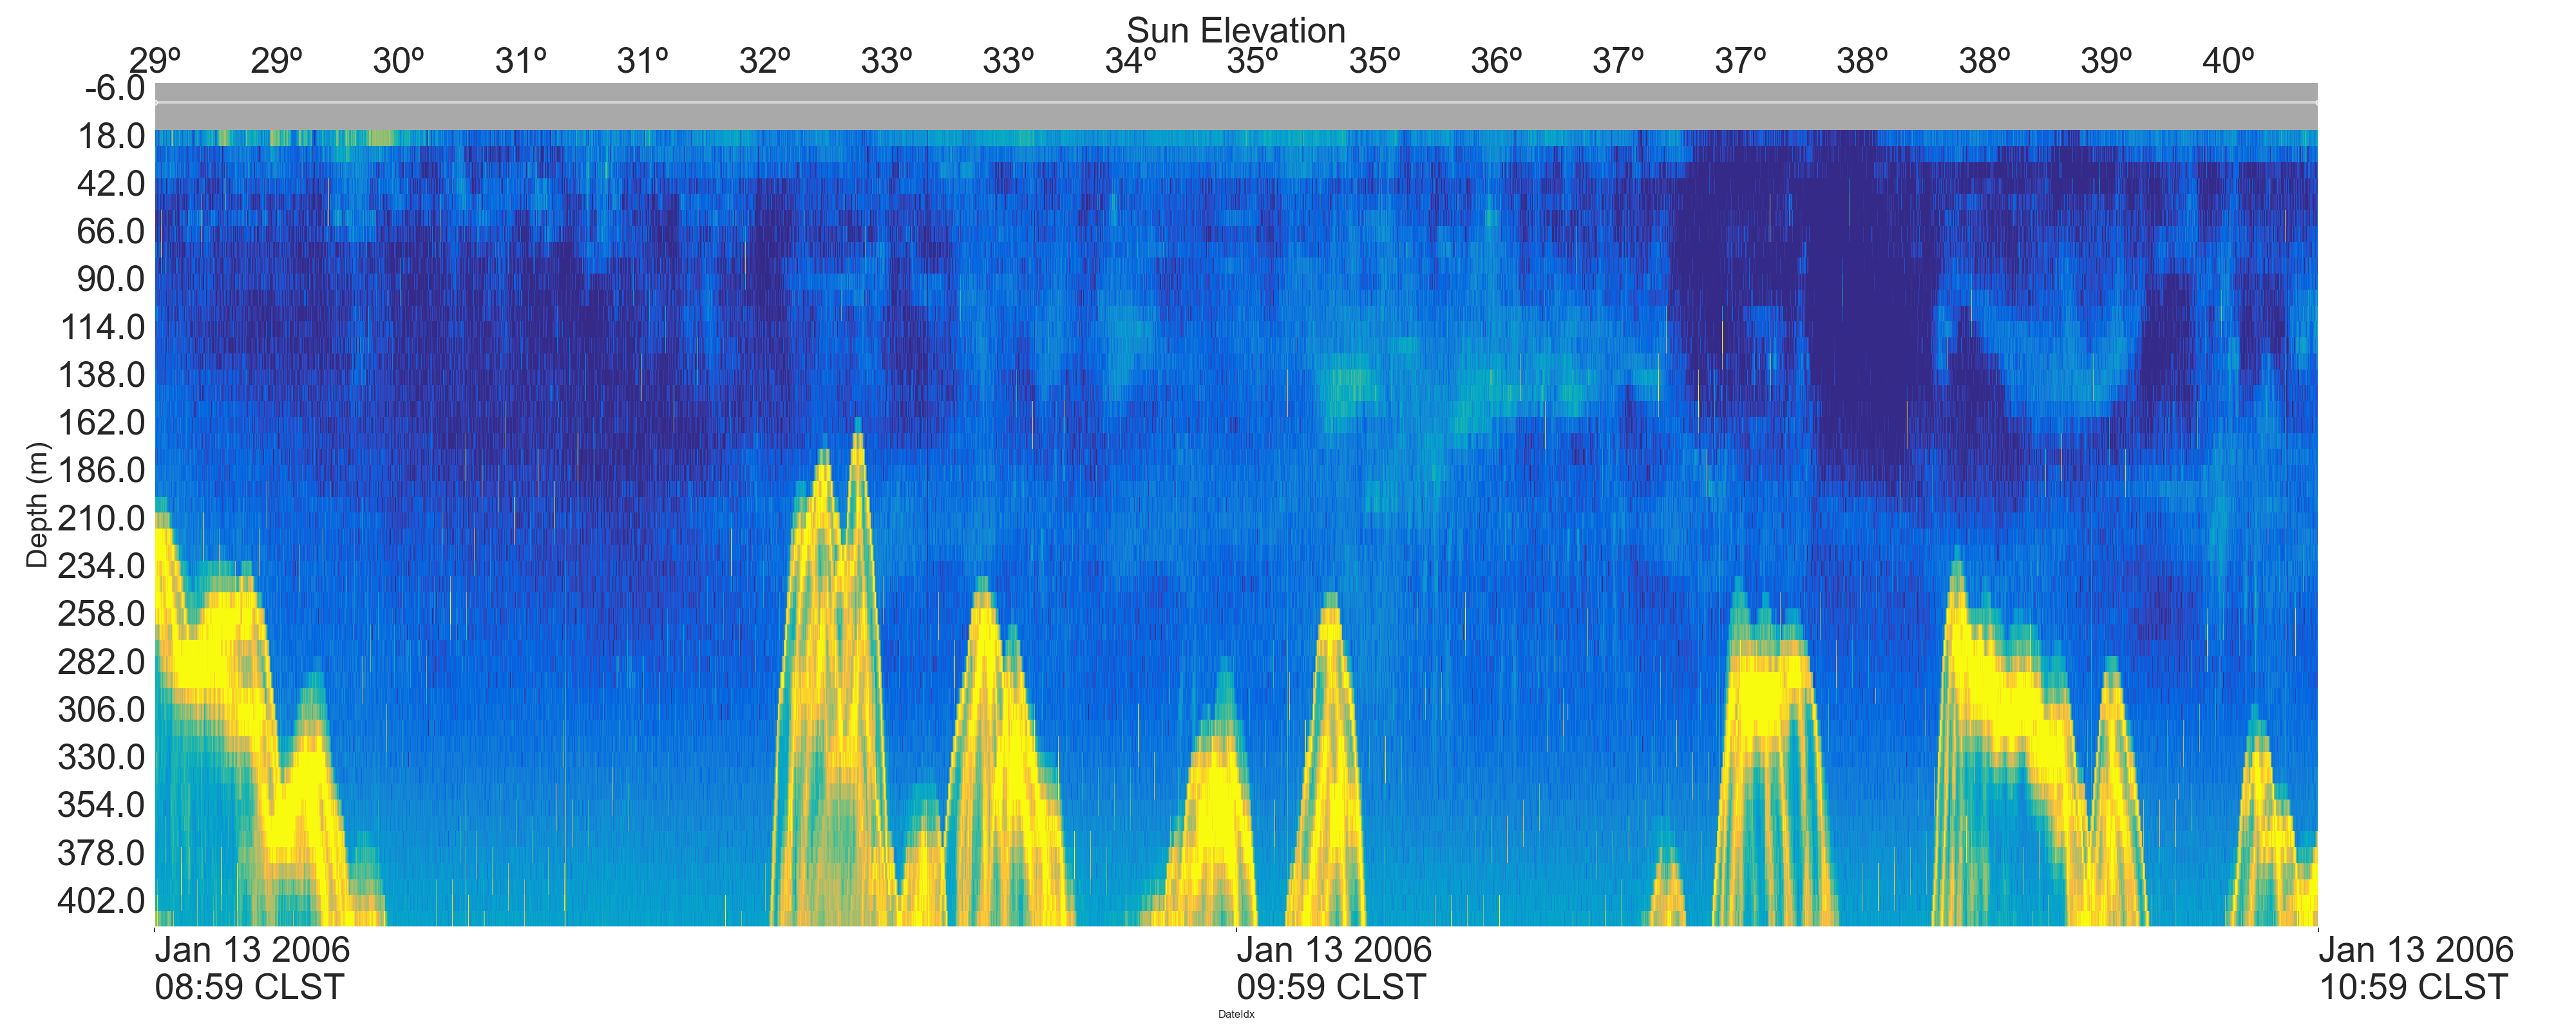 Sun Elevation
29º 29º 30º 31º 31º 32º 33º 33º 34º 35º 35º 36º 37º 37º 38º 38º 39º 40º
-6.0
18.0
42.0
66.0
90.0
114.0
138.0
162.0
186.0
210.0
234.0
258.0
282.0
306.0
330.0
354.0
378.0
402.0
Depth (m)
Jan 13 2006
08:59 CLST
Jan 13 2006
09:59 CLST
Jan 13 2006
10:59 CLST
DateIdx